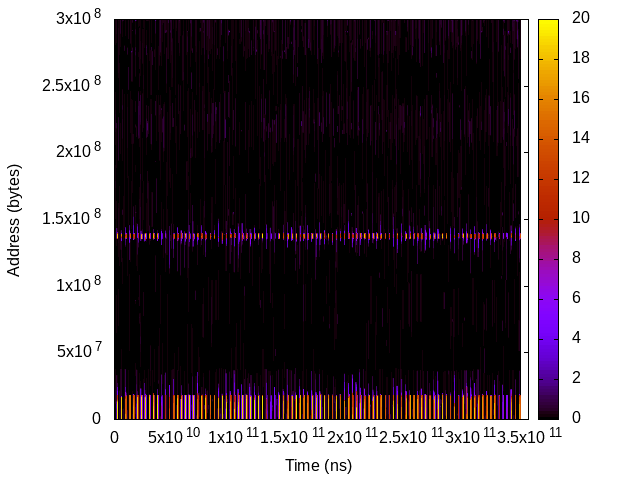 3x10^8
2.5x10^8
2x10^8
1.5x10^8
1x10^8
5x10^7
0
Address (bytes)
0 5x10^10 1x10^11 1.5x10^11 2x10^11 2.5x10^11 3x10^11 3.5x10^11
Time (ns)
20
18
16
14
12
10
8
6
4
2
0